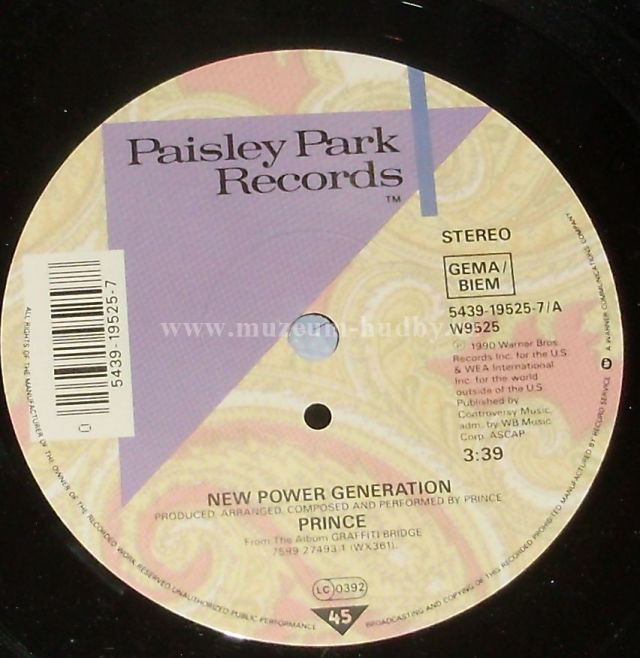 Paisley Park
Records
TM
STEREO
GEMA/
BIEM
5439-19525-7/A
W9525
5439-19525-7
0
www.muzeum-hudby.
℗ 1990 Warner Bros.
Records Inc. for the U.S.
& WEA International
Inc. for the world
outside of the U.S.
Published by
Controversy Music,
adm. by WB Music
Corp. ASCAP
3:39
NEW POWER GENERATION
PRODUCED, ARRANGED, COMPOSED AND PERFORMED BY PRINCE
PRINCE
From The Album GRAFFITI BRIDGE
7599 27493 1 (WX361).
LC 0392
45
ALL RIGHTS OF THE MANUFACTURER OF THE OWNER OF THE RECORDED WORK RESERVED UNAUTHORIZED PUBLIC PERFORMANCE BROADCASTING AND COPYING OF THIS RECORDED PROHIBITED MANUFACTURED BY RECORD SERVICE A WARNER COMMUNICATIONS COMPANY